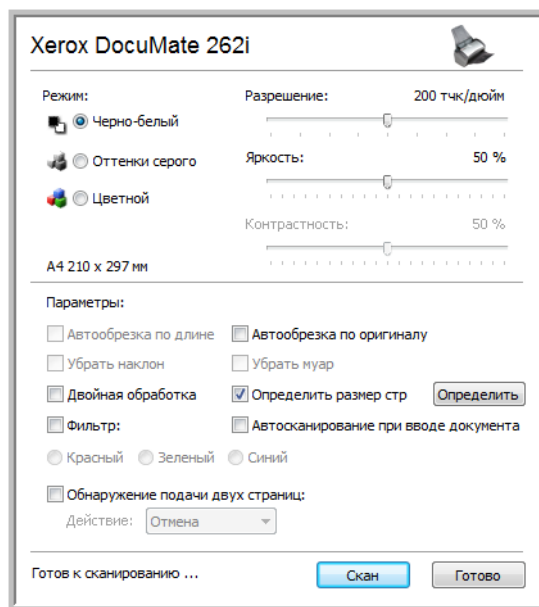 Xerox DocuMate 262i
Режим:
Разрешение: 200 тчк/дюйм
Черно-белый
Оттенки серого
Яркость: 50 %
Цветной
Контрастность: 50 %
A4 210 x 297 мм
Параметры:
Автообрезка по длине Автообрезка по оригиналу
Убрать наклон Убрать муар
Двойная обработка Определить размер стр Определить
Фильтр: Автосканирование при вводе документа
Красный Зеленый Синий
Обнаружение подачи двух страниц:
Действие: Отмена
Готов к сканированию ... Скан Готово